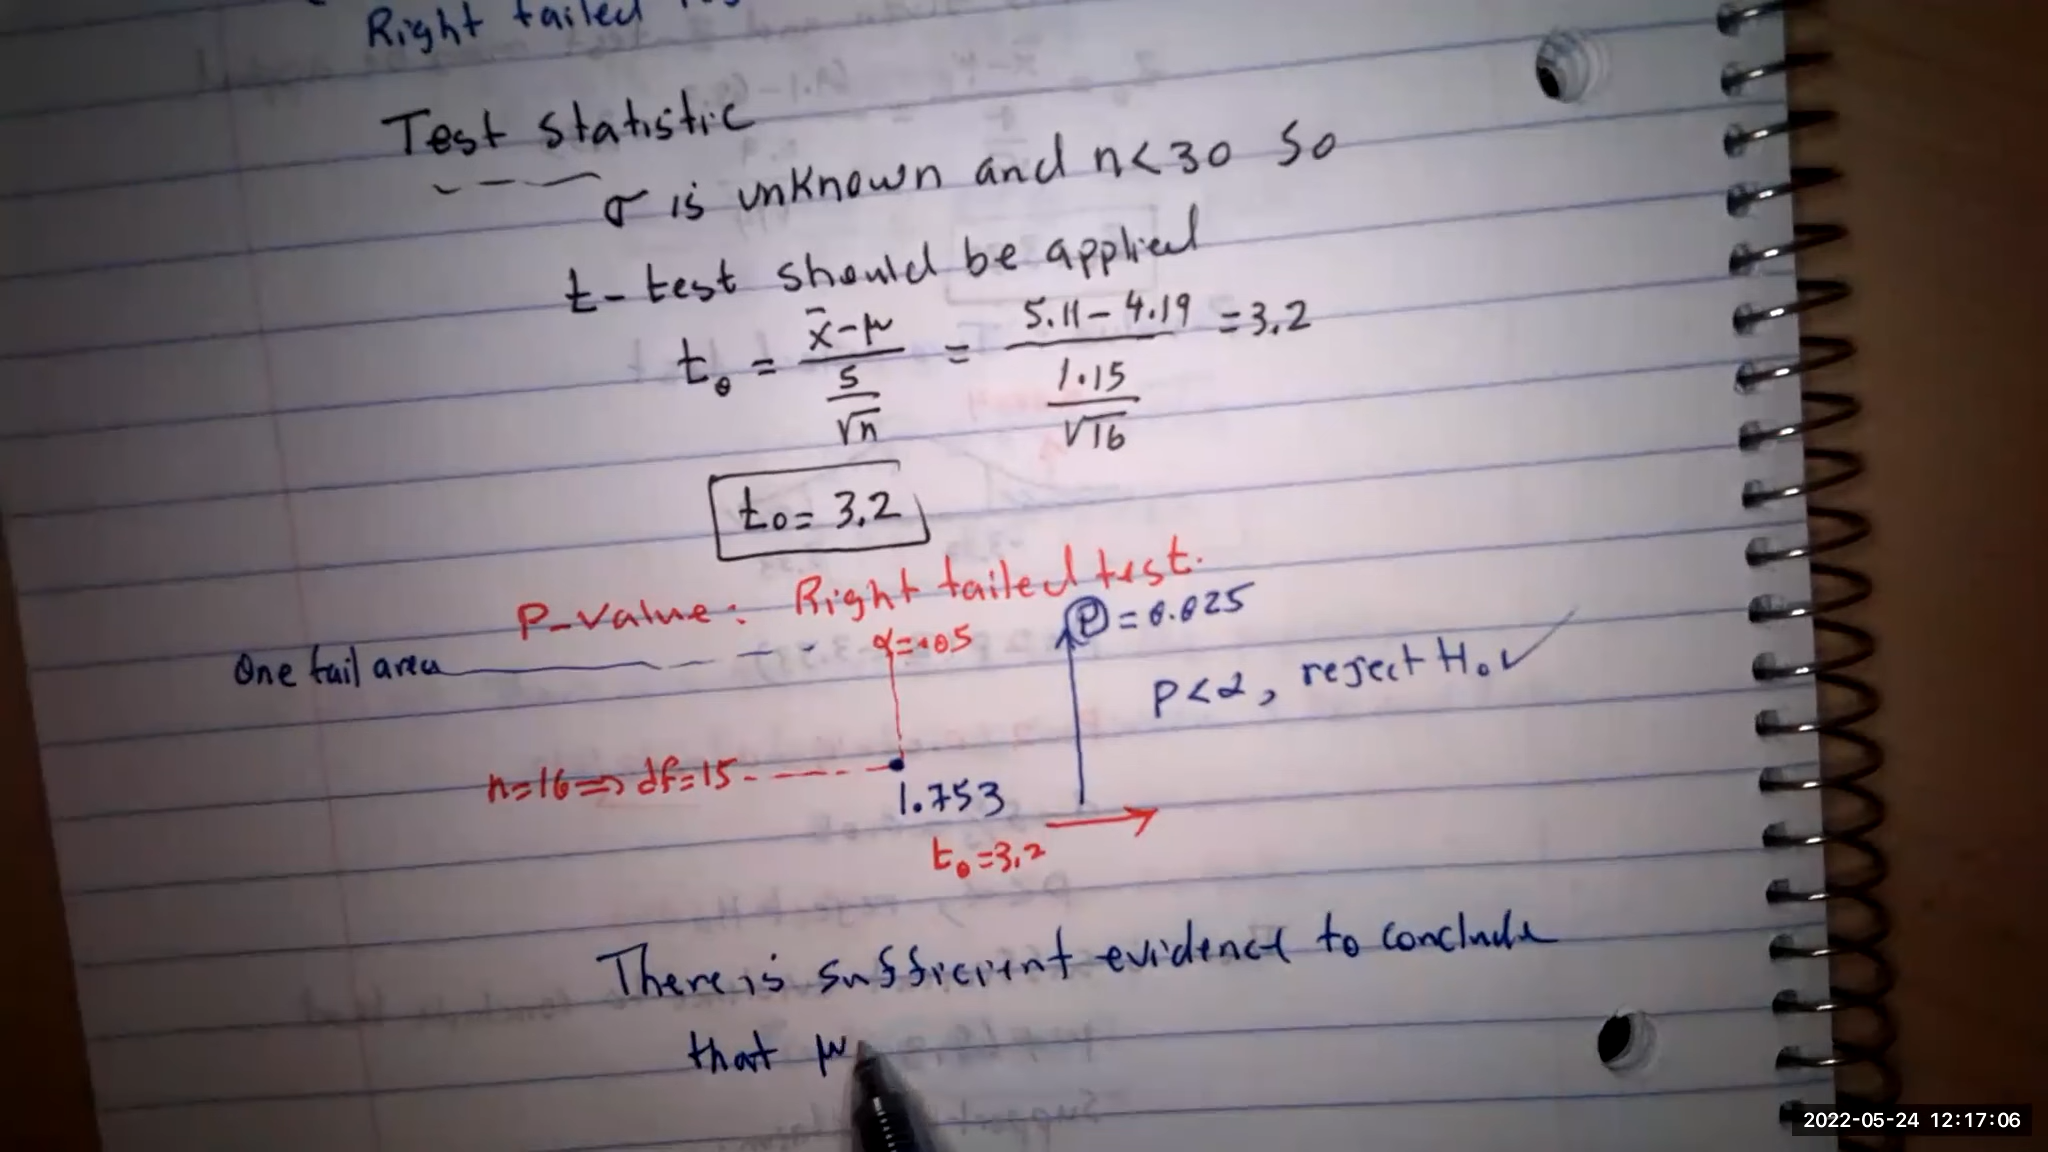 Right tailed
Test statistic
σ is unknown and n<30 so
t-test should be applied
t₀ = (x̄-μ)/(s/√n) = (5.11-4.19)/(1.15/√16) = 3.2
t₀= 3.2
P-value: Right tailed test.
One tail area α=.05 P = 0.025
P<α, reject H₀ ✓
n=16 => df=15
1.753
t₀=3.2
There is sufficient evidence to conclude
that μ
2022-05-24 12:17:06